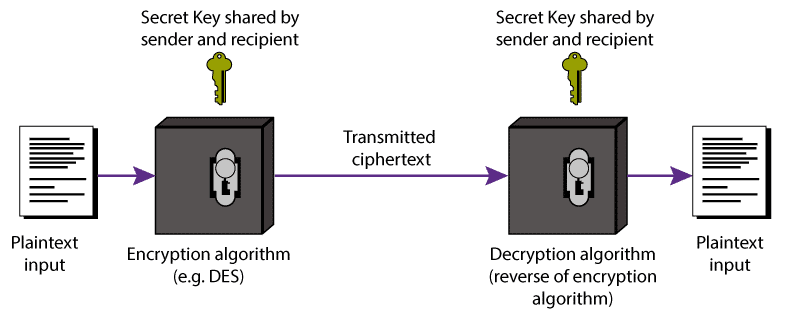 Secret Key shared by
sender and recipient
Secret Key shared by
sender and recipient
Transmitted
ciphertext
Plaintext
input
Encryption algorithm
(e.g. DES)
Decryption algorithm
(reverse of encryption
algorithm)
Plaintext
input